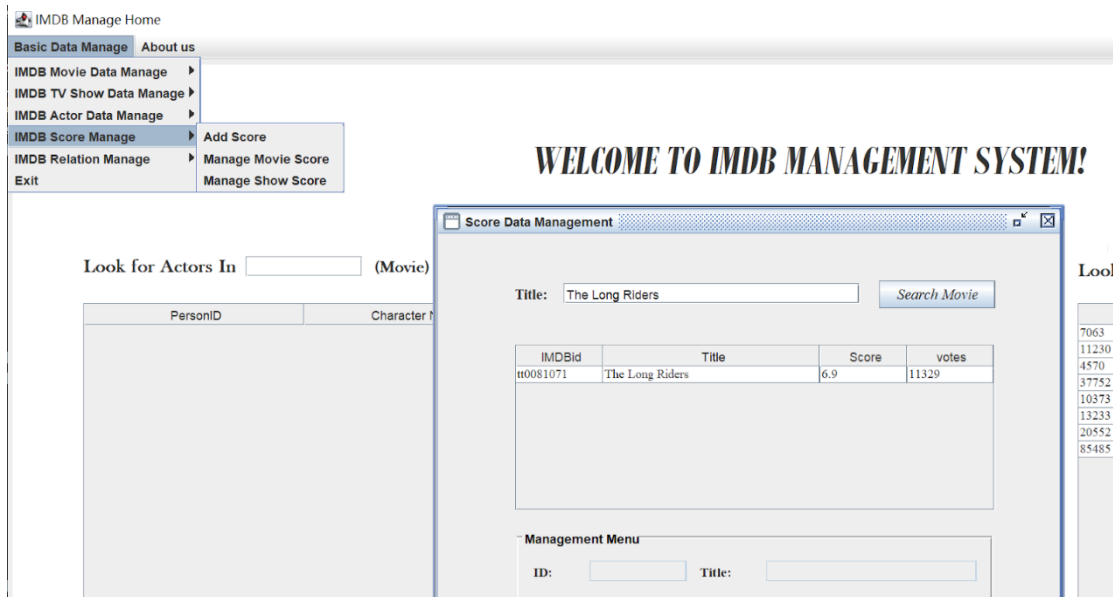 IMDB Manage Home
Basic Data Manage About us
IMDB Movie Data Manage
IMDB TV Show Data Manage
IMDB Actor Data Manage
IMDB Score Manage
IMDB Relation Manage
Exit
Add Score
Manage Movie Score
Manage Show Score
WELCOME TO IMDB MANAGEMENT SYSTEM!
Look for Actors In (Movie)
PersonID Character N
Score Data Management
Title: The Long Riders Search Movie
IMDBid Title Score votes
tt0081071 The Long Riders 6.9 11329
Management Menu
ID: Title:
Look
7063
11230
4570
37752
10373
13233
20552
85485